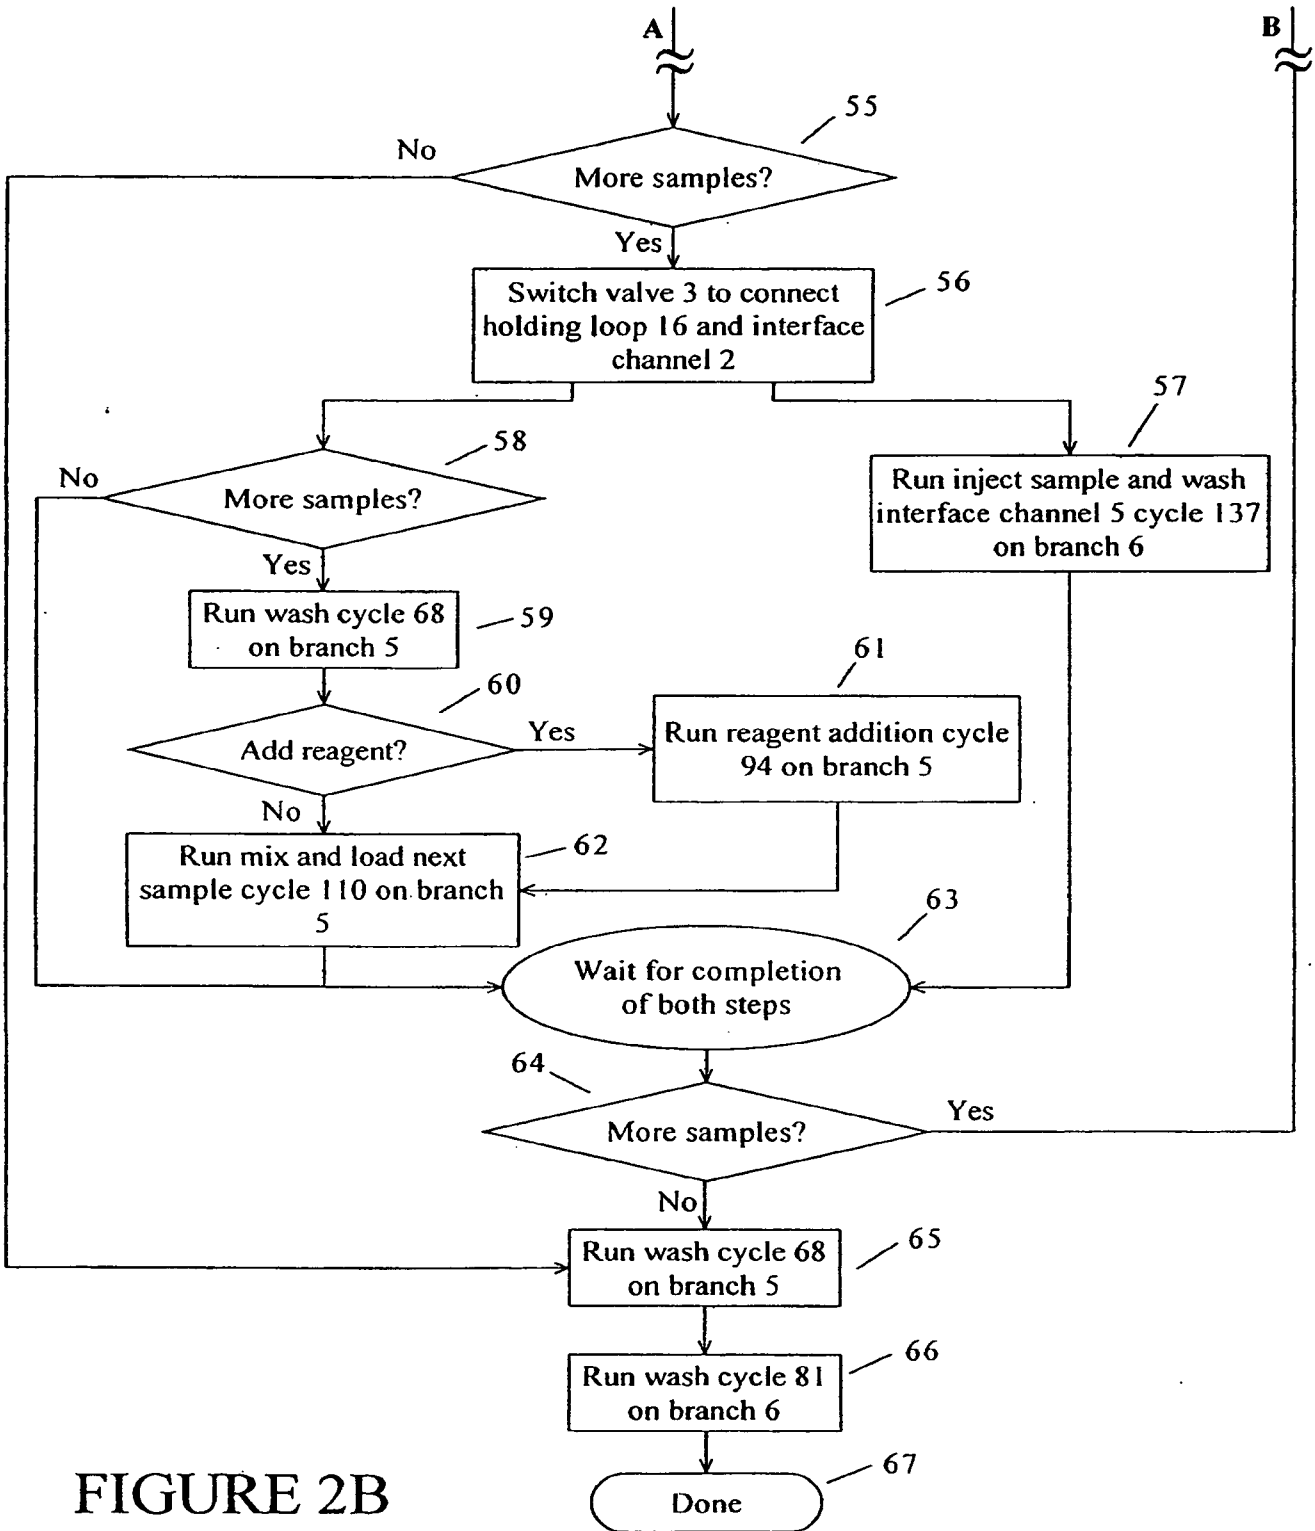 A
B
55
No
More samples?
Yes
56
Switch valve 3 to connect
holding loop 16 and interface
channel 2
57
58
No
More samples?
Run inject sample and wash
interface channel 5 cycle 137
on branch 6
Yes
Run wash cycle 68
on branch 5
59
61
60
Add reagent?
Yes
Run reagent addition cycle
94 on branch 5
No
62
Run mix and load next
sample cycle 110 on branch
5
63
Wait for completion
of both steps
64
Yes
More samples?
No
Run wash cycle 68
on branch 5
65
66
Run wash cycle 81
on branch 6
67
Done
FIGURE 2B